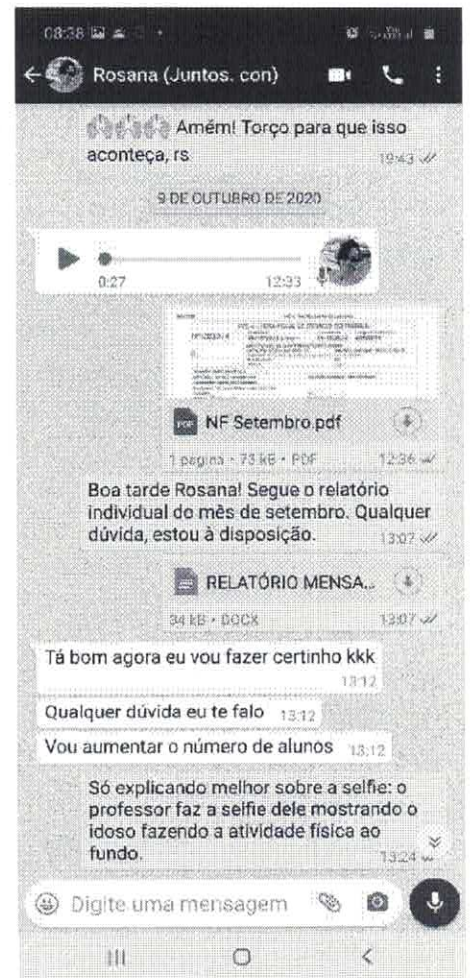 08:38
Rosana (Juntos. con)
Amém! Torço para que isso
aconteça, rs
19:43
9 DE OUTUBRO DE 2020
0:27 12:33
NF Setembro.pdf
1 página • 73 kB • PDF 12:36
Boa tarde Rosana! Segue o relatório
individual do mês de setembro. Qualquer
dúvida, estou à disposição.
13:07
RELATÓRIO MENSA...
34 kB • DOCX 13:07
Tá bom agora eu vou fazer certinho kkk
13:12
Qualquer dúvida eu te falo 13:12
Vou aumentar o número de alunos 13:12
Só explicando melhor sobre a selfie: o
professor faz a selfie dele mostrando o
idoso fazendo a atividade física ao
fundo.
13:24
Digite uma mensagem